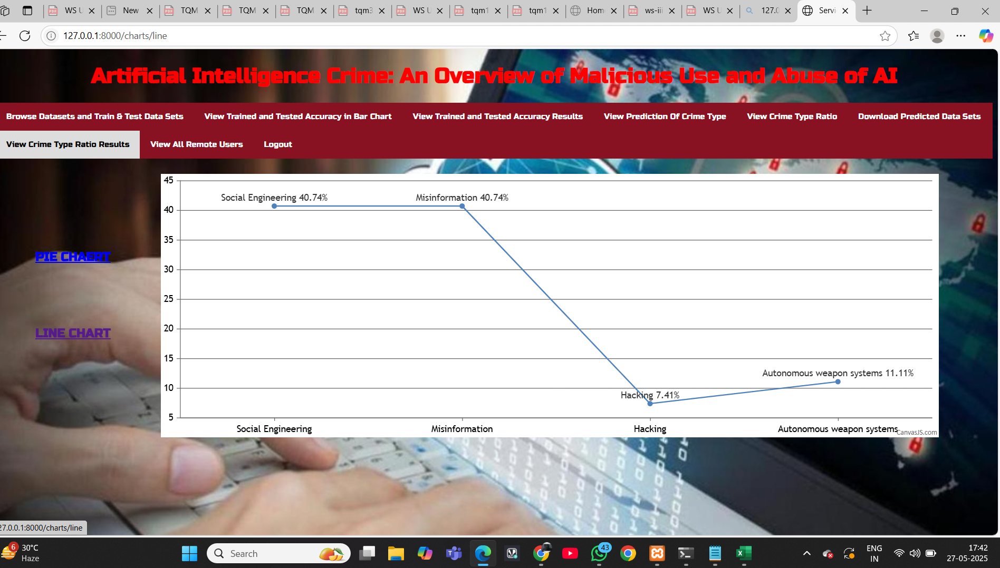 WS U
New
TQM
TQM
TQM
tqm3
WS U
tqm1
tqm1
Hom
ws-iii
WS U
127.0
Servi
127.0.0.1:8000/charts/line
Artificial Intelligence Crime: An Overview of Malicious Use and Abuse of AI
Browse Datasets and Train & Test Data Sets View Trained and Tested Accuracy in Bar Chart View Trained and Tested Accuracy Results View Prediction Of Crime Type View Crime Type Ratio Download Predicted Data Sets
View Crime Type Ratio Results View All Remote Users Logout
45
Social Engineering 40.74% Misinformation 40.74%
40
35
PIE CHAERT
30
25
20
LINE CHART
15
Autonomous weapon systems 11.11%
10
Hacking 7.41%
5
Social Engineering Misinformation Hacking Autonomous weapon systems
CanvasJS.com
27.0.0.1:8000/charts/line
6
30°C
Haze
Search
43
ENG
IN
17:42
27-05-2025